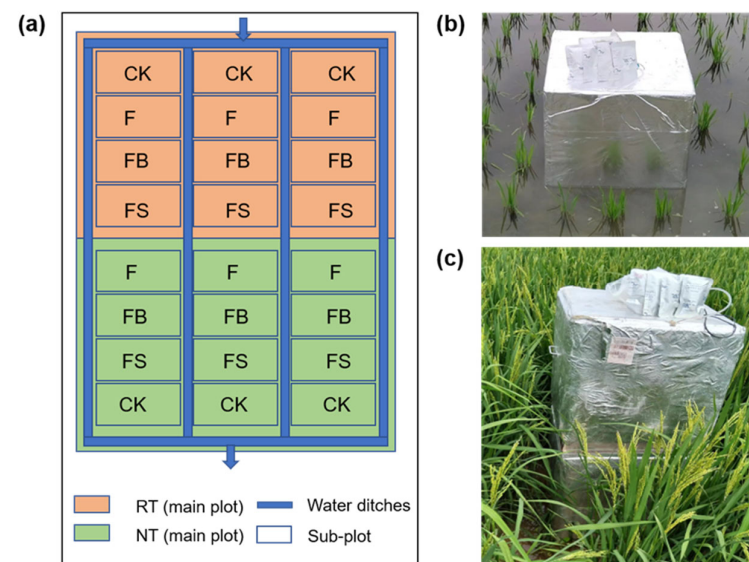 (a)
CK CK CK
F F F
FB FB FB
FS FS FS
F F F
FB FB FB
FS FS FS
CK CK CK
RT (main plot) Water ditches
NT (main plot) Sub-plot
(b)
(c)